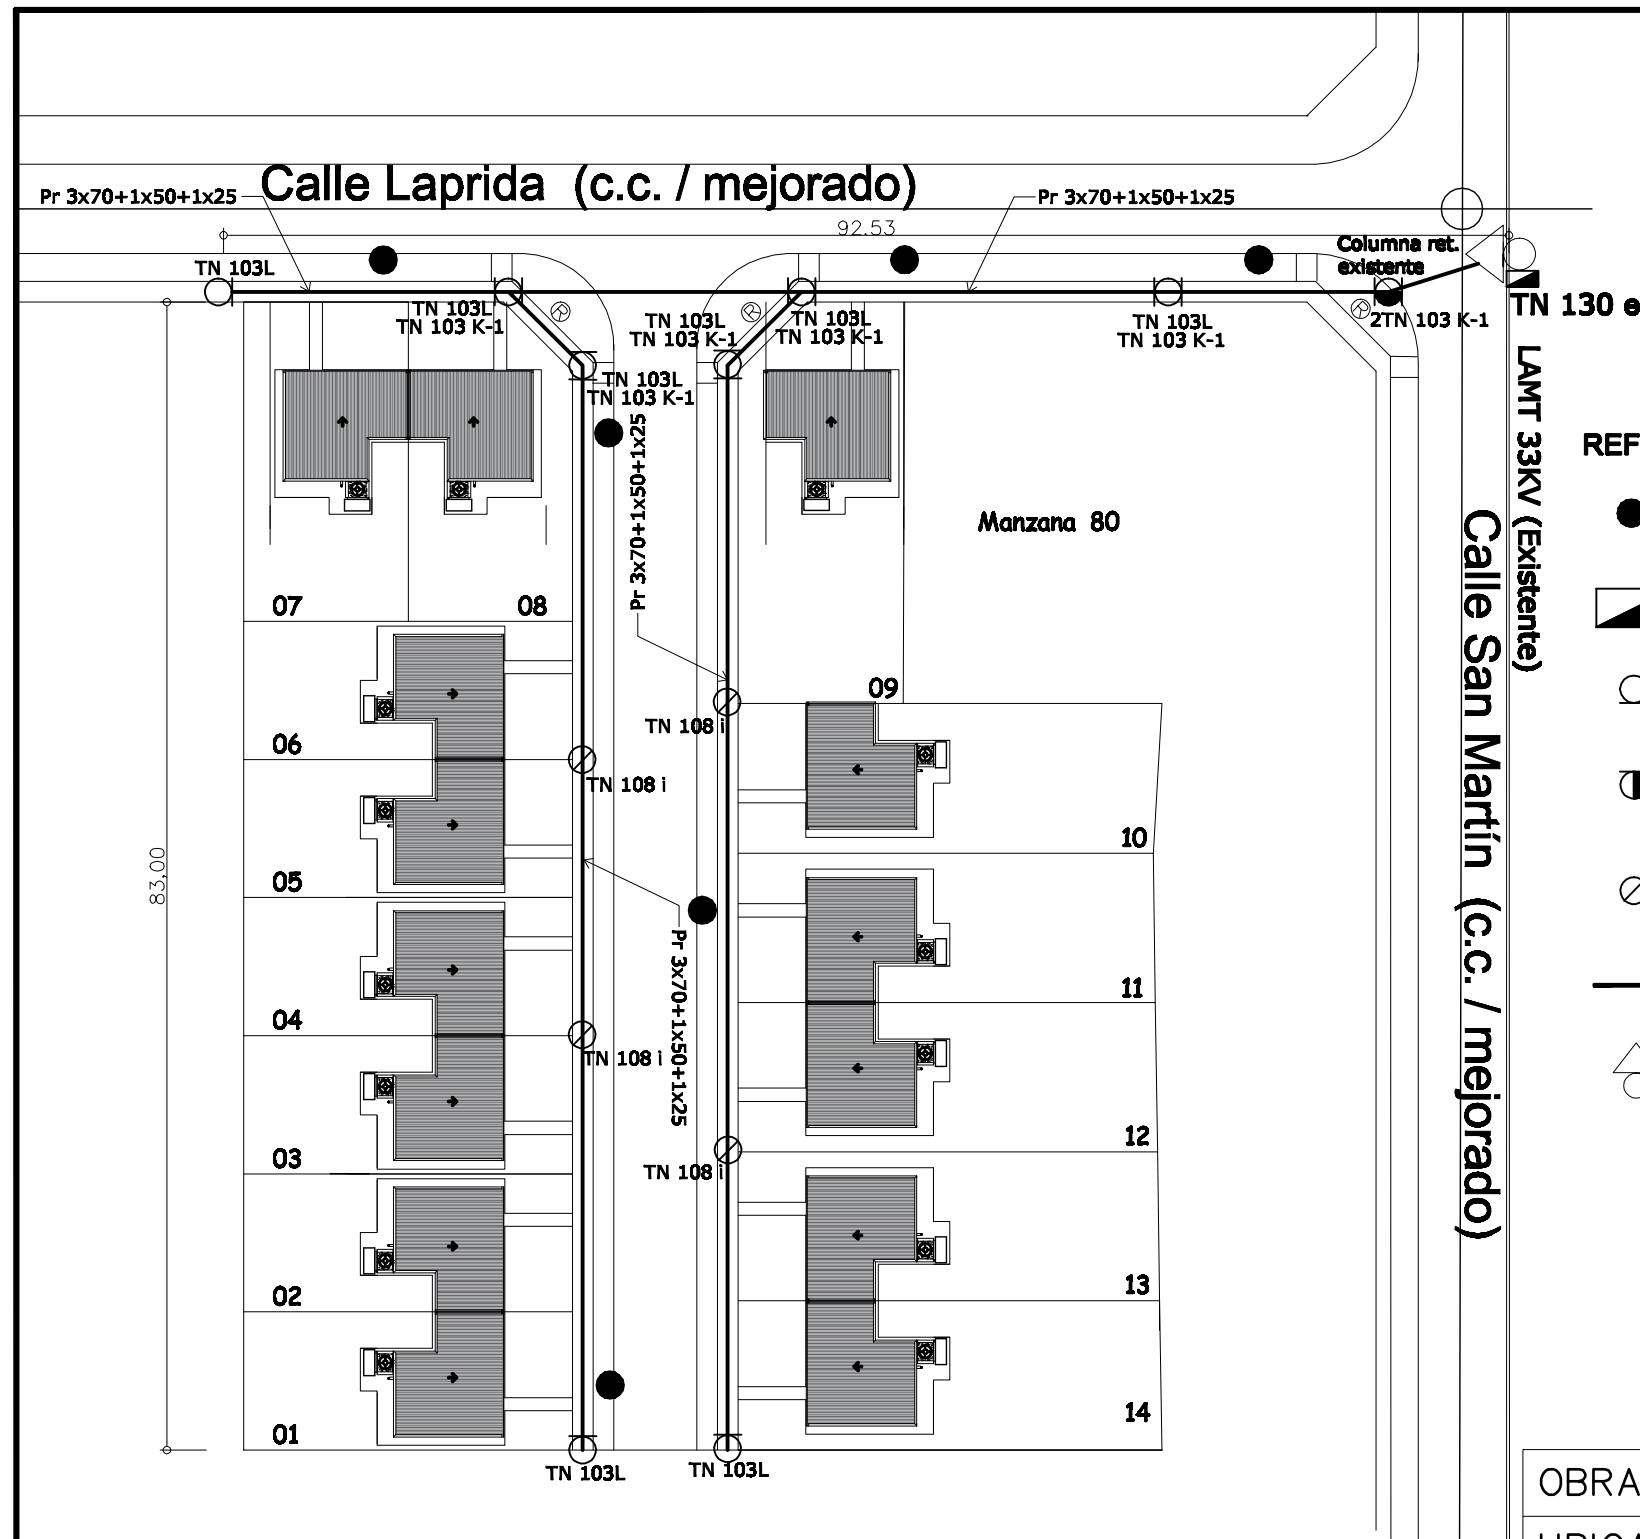 Calle Laprida (c.c. / mejorado)
Pr 3x70+1x50+1x25
Pr 3x70+1x50+1x25
92.53
Columna ret.
existente
TN 103L
TN 103L
TN 103 K-1
TN 103L
TN 103 K-1
TN 103L
TN 103 K-1
TN 103L
TN 103 K-1
2TN 103 K-1
TN 130 e
R
R
R
TN 103L
TN 103 K-1
LAMT 33KV (Existente)
REF
Pr 3x70+1x50+1x25
Manzana 80
Calle San Martín (c.c. / mejorado)
07
08
09
TN 108 i
06
TN 108 i
10
83,00
05
Pr 3x70+1x50+1x25
11
04
TN 108 i
12
03
TN 108 i
13
02
14
01
TN 103L
TN 103L
OBRA